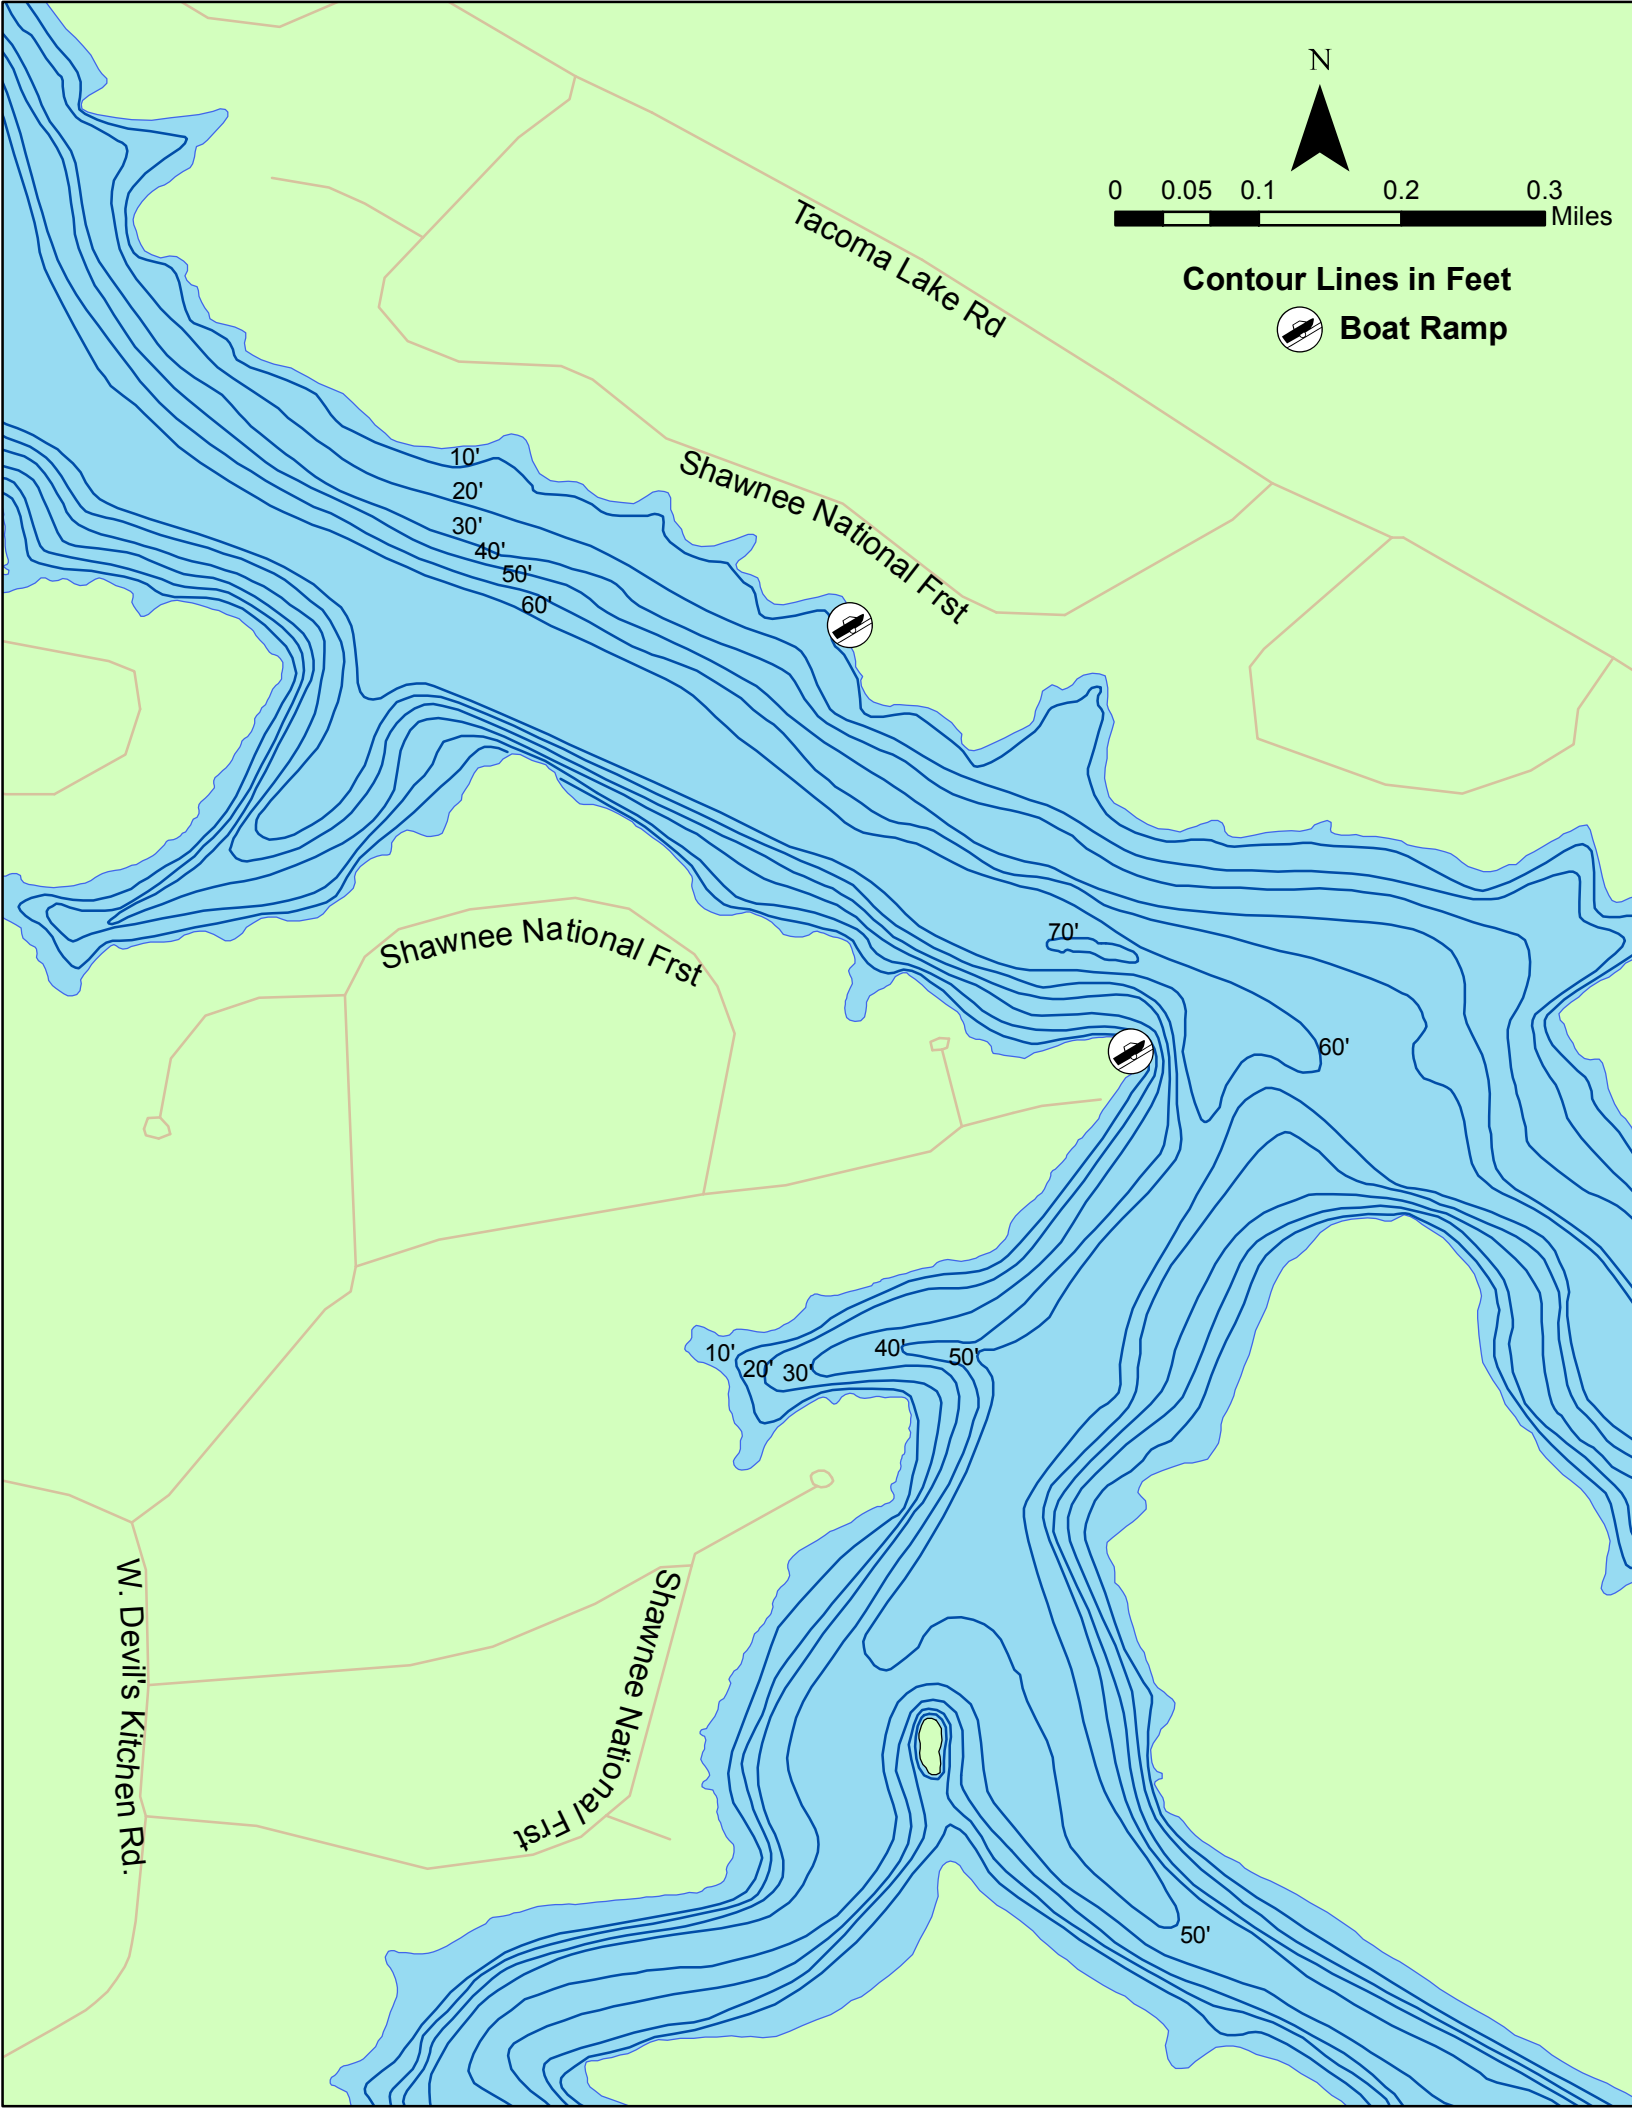 N
0 0.05 0.1 0.2 0.3
Miles
Contour Lines in Feet
Boat Ramp
Tacoma Lake Rd
Shawnee National Frst
10'
20'
30'
40'
50'
60'
70'
60'
Shawnee National Frst
10'
20'
30'
40'
50'
Shawnee National Frst
W. Devil's Kitchen Rd.
50'